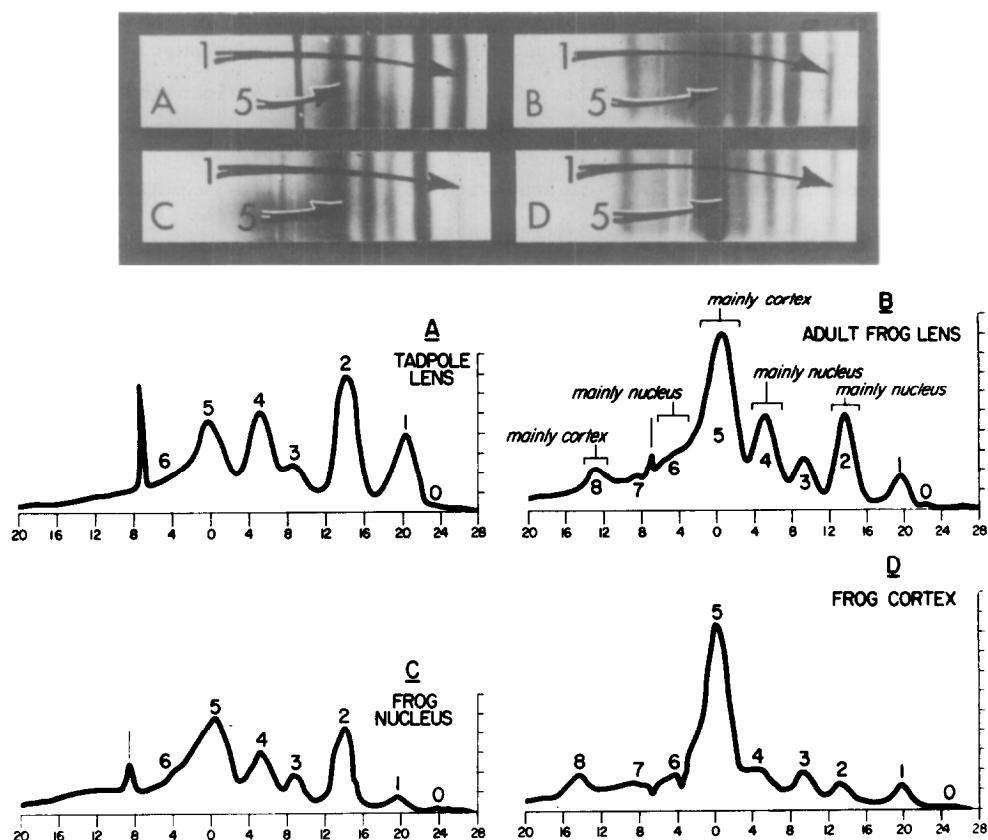 1
A 5
1
B 5
1
C 5
1
D 5
A
TADPOLE
LENS
6 5 4 3 2 1 0
20 16 12 8 4 0 4 8 12 16 20 24 28
B
ADULT FROG LENS
mainly cortex
mainly nucleus
mainly nucleus
mainly nucleus
mainly cortex
8 7 6 5 4 3 2 1 0
20 16 12 8 4 0 4 8 12 16 20 24 28
C
FROG
NUCLEUS
6 5 4 3 2 1 0
20 16 12 8 4 0 4 8 12 16 20 24 28
D
FROG CORTEX
8 7 6 5 4 3 2 1 0
20 16 12 8 4 0 4 8 12 16 20 24 28